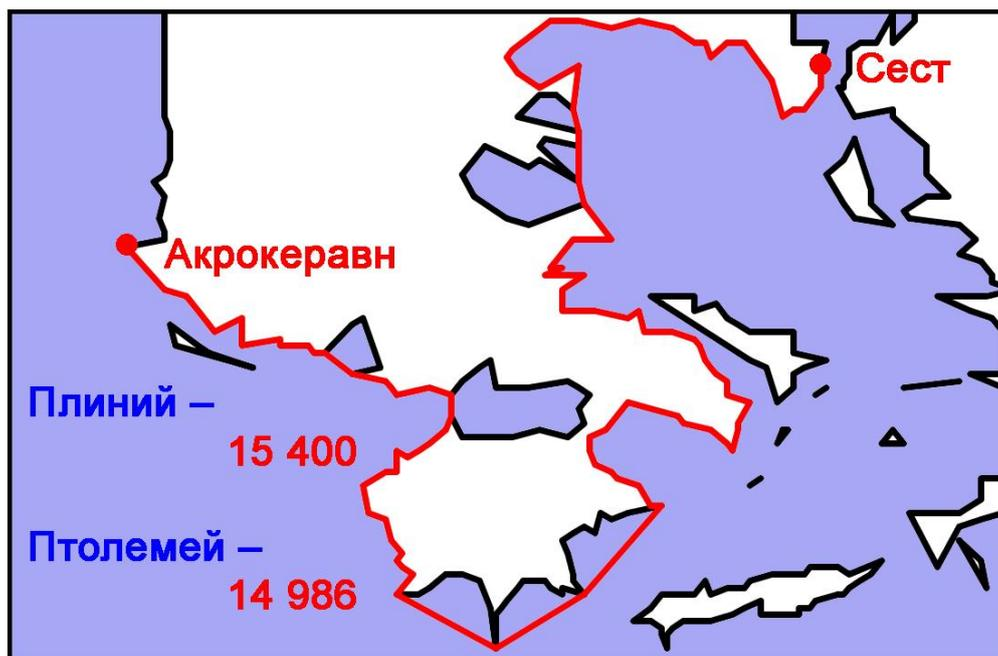 Сест
Акрокеравн
Плиний –
15 400
Птолемей –
14 986